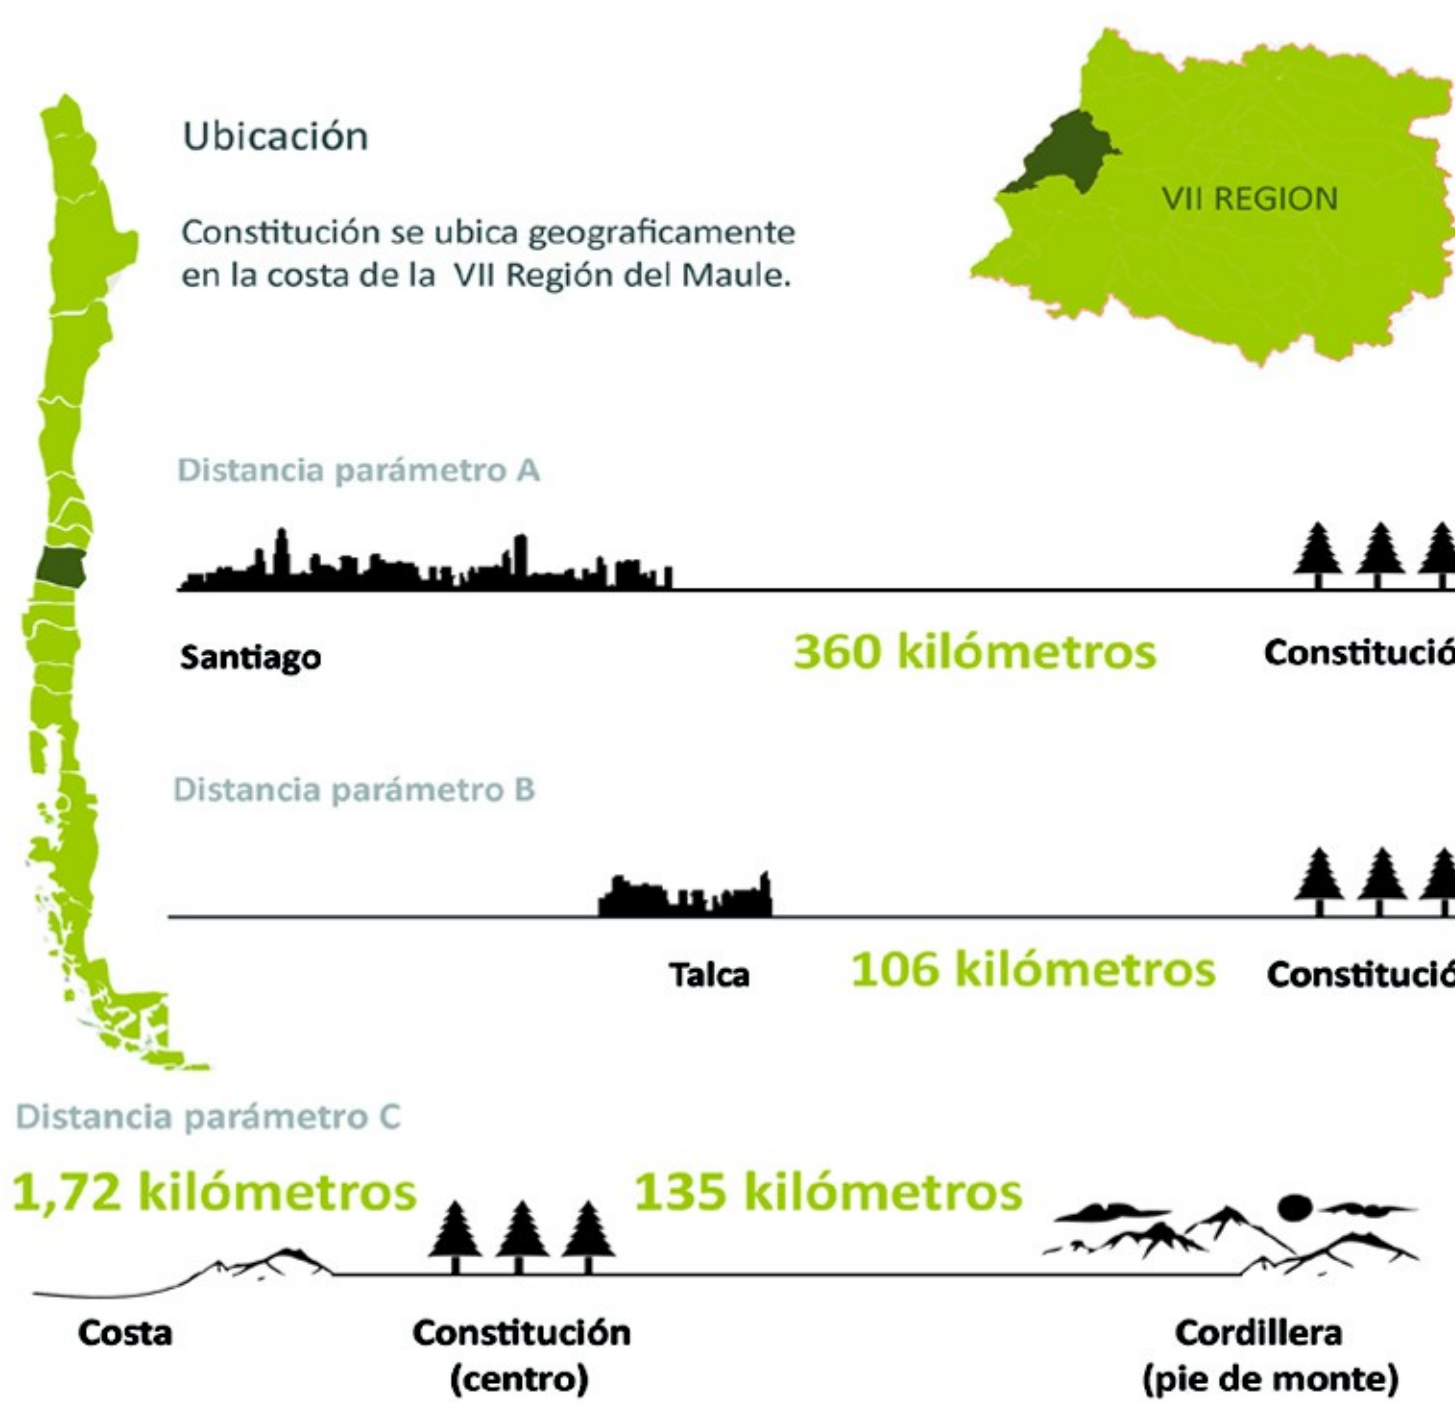 Ubicación
Constitución se ubica geograficamente
en la costa de la VII Región del Maule.
VII REGION
Distancia parámetro A
Santiago
360 kilómetros
Constitució
Distancia parámetro B
Talca
106 kilómetros
Constitució
Distancia parámetro C
1,72 kilómetros
135 kilómetros
Costa
Constitución
(centro)
Cordillera
(pie de monte)